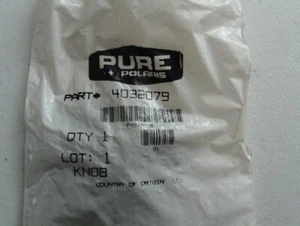 PURE
POLARIS
PART# 4032079
QTY 1
LOT: 1
KNOB
COUNTRY OF ORIGIN: U